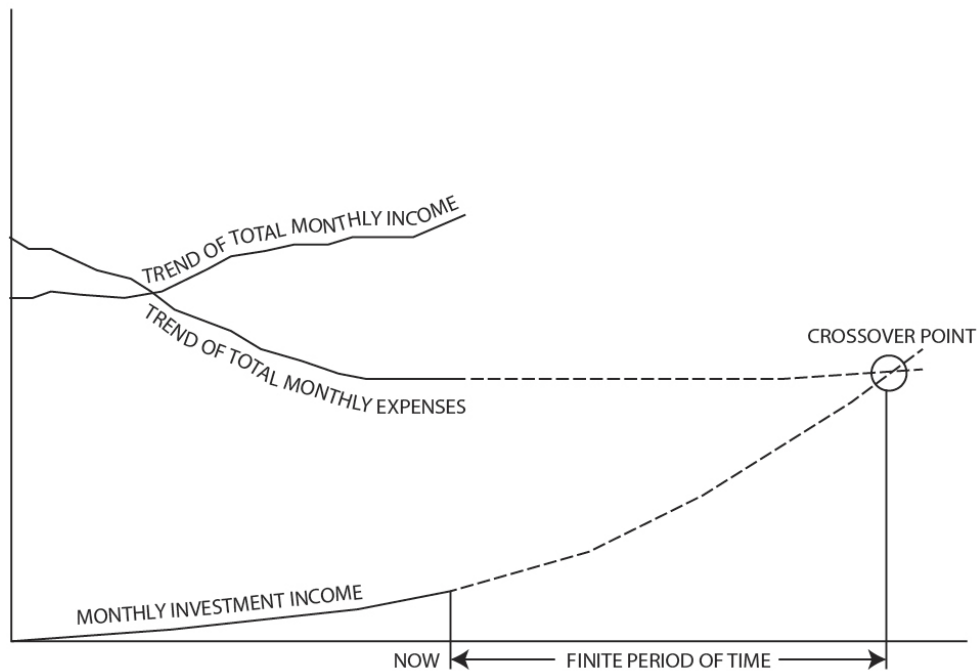 TREND OF TOTAL MONTHLY INCOME
TREND OF TOTAL MONTHLY EXPENSES
CROSSOVER POINT
MONTHLY INVESTMENT INCOME
NOW
FINITE PERIOD OF TIME